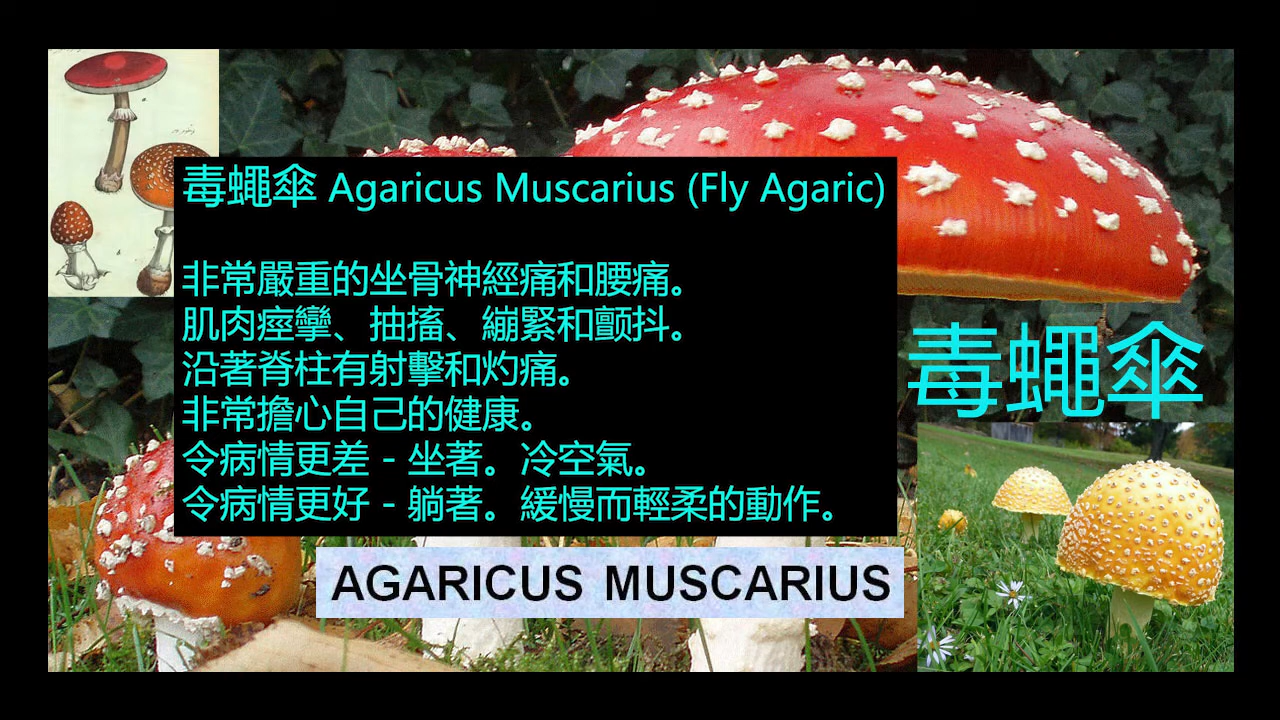 毒蠅傘 Agaricus Muscarius (Fly Agaric)
非常嚴重的坐骨神經痛和腰痛。
肌肉痙攣、抽搐、繃緊和顫抖。
沿著脊柱有射擊和灼痛。
非常擔心自己的健康。
令病情更差 - 坐著。冷空氣。
令病情更好 - 躺著。緩慢而輕柔的動作。
毒蠅傘
AGARICUS MUSCARIUS